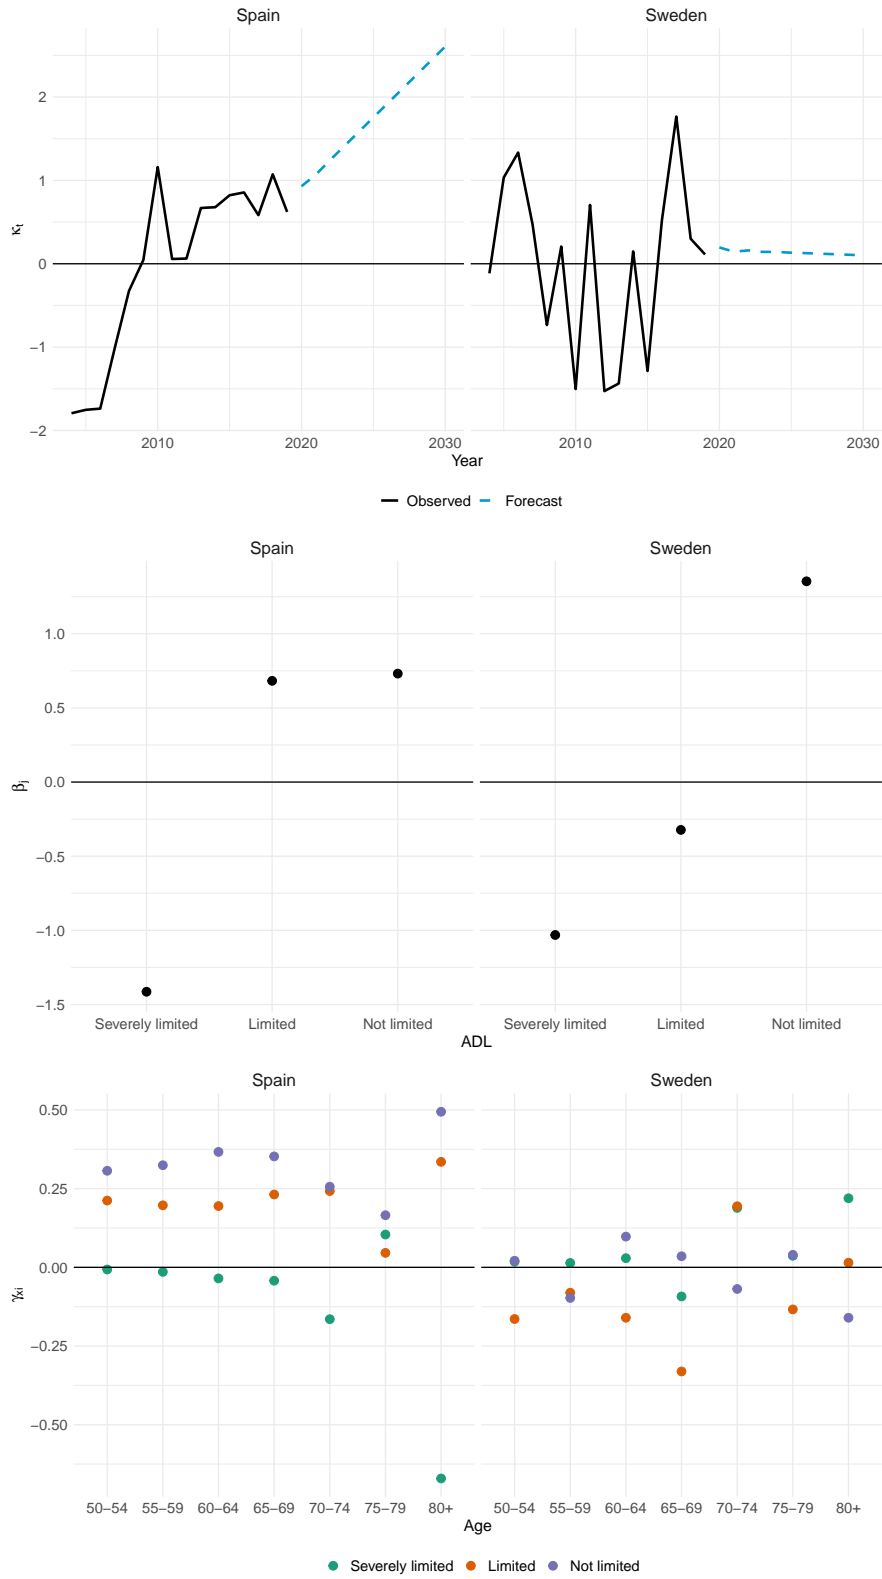 Spain Sweden
2
1
0
−1
−2
κt
2010 2020 2030 2010 2020 2030
Year
Observed Forecast
Spain Sweden
1.0
0.5
0.0
−0.5
−1.0
−1.5
βj
Severely limited Limited Not limited Severely limited Limited Not limited
ADL
Spain Sweden
0.50
0.25
0.00
−0.25
−0.50
γxi
50−54 55−59 60−64 65−69 70−74 75−79 80+ 50−54 55−59 60−64 65−69 70−74 75−79 80+
Age
Severely limited Limited Not limited